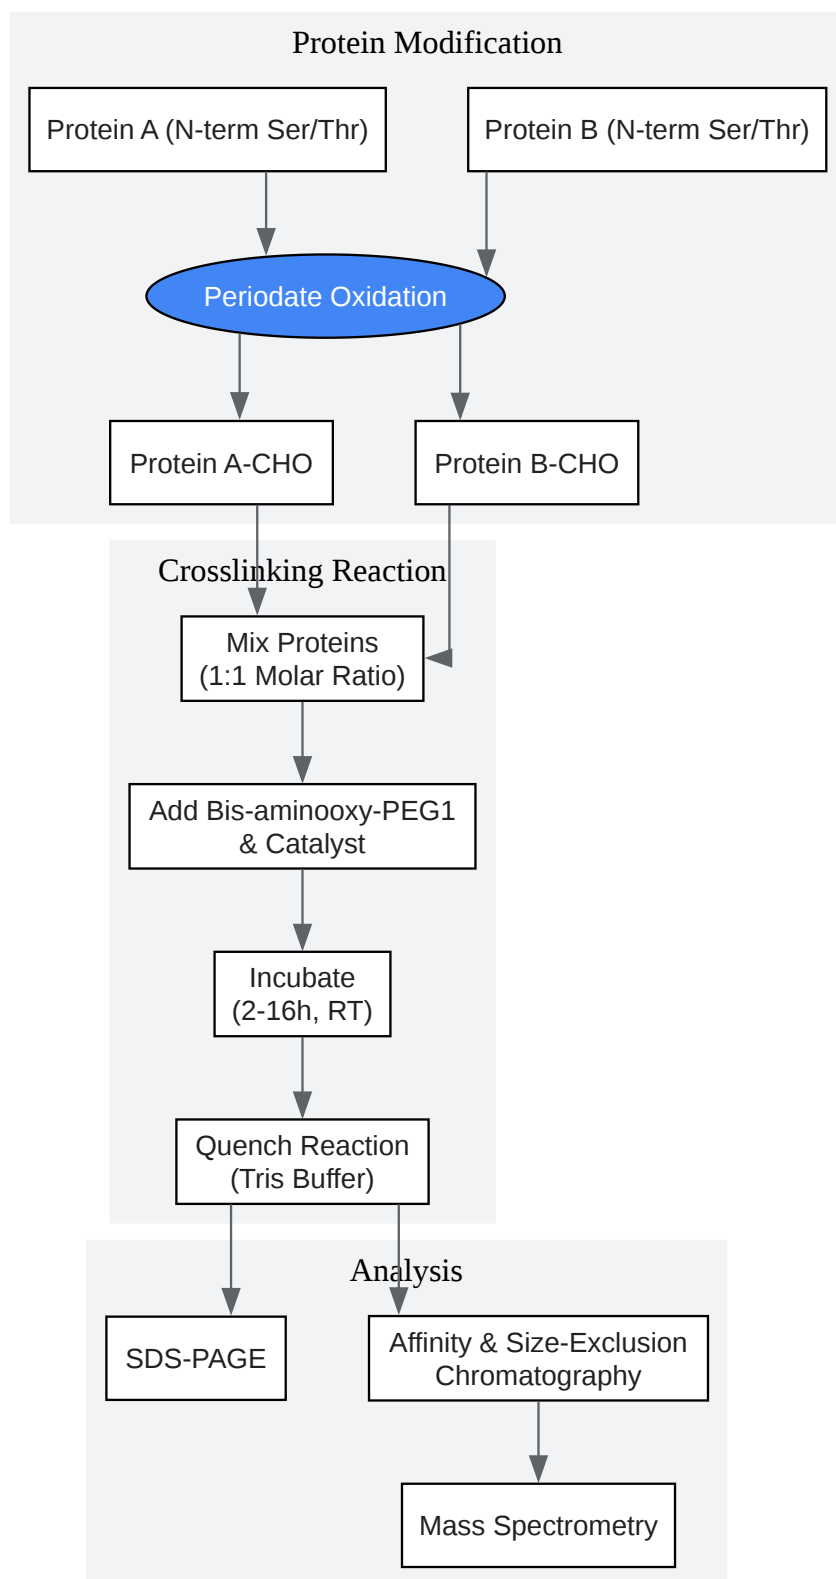 Protein Modification
Protein A (N-term Ser/Thr)
Protein B (N-term Ser/Thr)
Periodate Oxidation
Protein A-CHO
Protein B-CHO
Crosslinking Reaction
Mix Proteins
(1:1 Molar Ratio)
Add Bis-aminooxy-PEG1
& Catalyst
Incubate
(2-16h, RT)
Quench Reaction
(Tris Buffer)
Analysis
SDS-PAGE
Affinity & Size-Exclusion
Chromatography
Mass Spectrometry